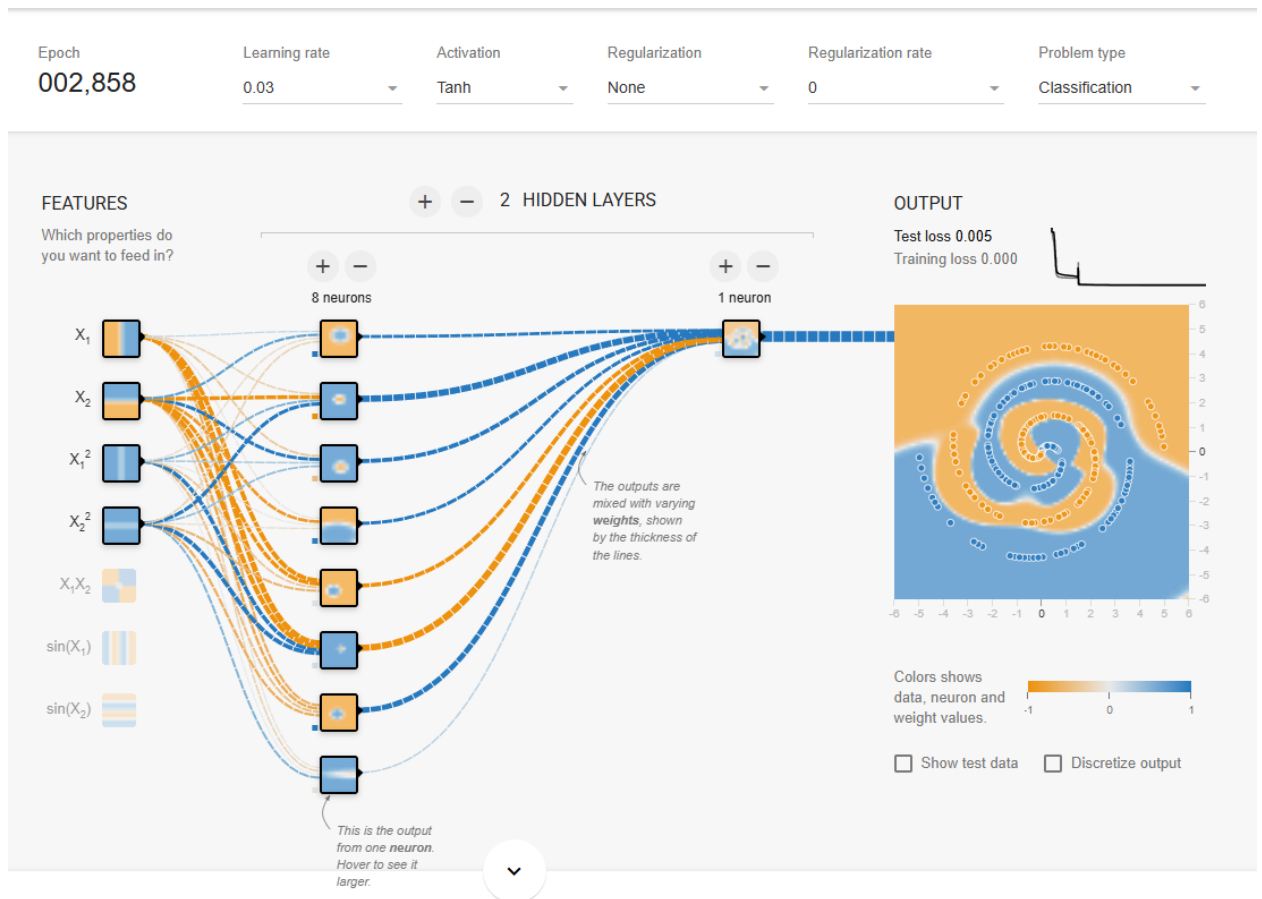 Epoch
002,858
Learning rate
0.03
Activation
Tanh
Regularization
None
Regularization rate
0
Problem type
Classification
FEATURES
Which properties do
you want to feed in?
X1
X2
X1²
X2²
X1X2
sin(X1)
sin(X2)
+ − 2 HIDDEN LAYERS
+ −
8 neurons
+ −
1 neuron
The outputs are
mixed with varying
weights, shown
by the thickness of
the lines.
This is the output
from one neuron.
Hover to see it
larger.
OUTPUT
Test loss 0.005
Training loss 0.000
6
5
4
3
2
1
0
-1
-2
-3
-4
-5
-6
-6 -5 -4 -3 -2 -1 0 1 2 3 4 5 6
Colors shows
data, neuron and
weight values.
-1 0 1
Show test data
Discretize output